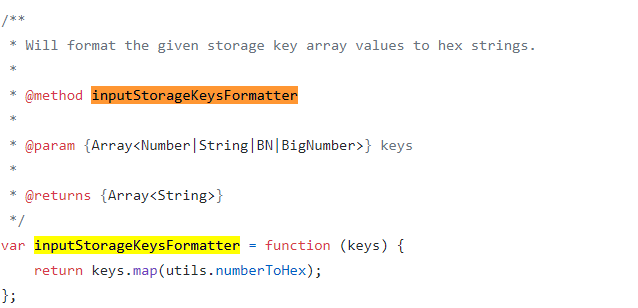 /**
 * Will format the given storage key array values to hex strings.
 *
 * @method inputStorageKeysFormatter
 *
 * @param {Array<Number|String|BN|BigNumber>} keys
 *
 * @returns {Array<String>}
 */
var inputStorageKeysFormatter = function (keys) {
    return keys.map(utils.numberToHex);
};